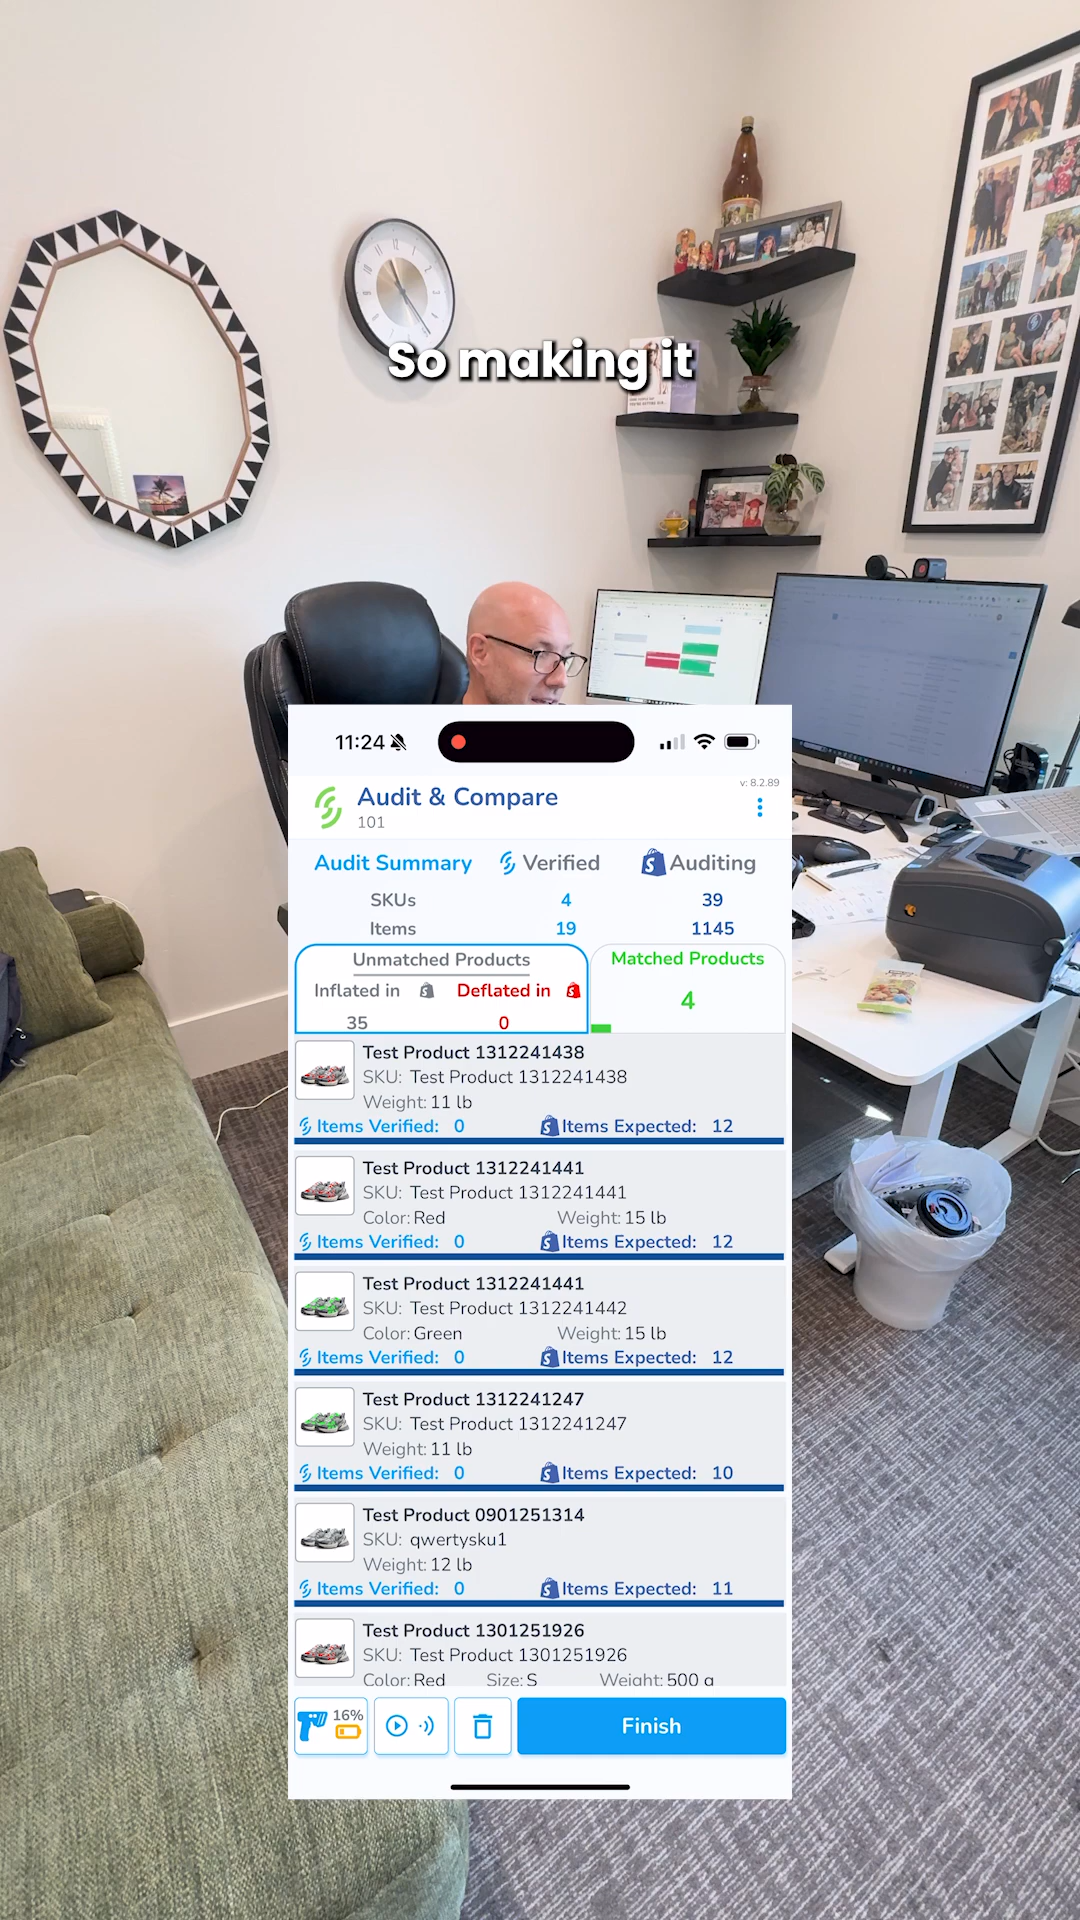 So making it
11:24
v: 8.2.89
Audit & Compare
101
Audit Summary Verified Auditing
SKUs 4 39
Items 19 1145
Unmatched Products Matched Products
Inflated in Deflated in 4
35 0
Test Product 1312241438
SKU: Test Product 1312241438
Weight: 11 lb
Items Verified: 0 Items Expected: 12
Test Product 1312241441
SKU: Test Product 1312241441
Color: Red Weight: 15 lb
Items Verified: 0 Items Expected: 12
Test Product 1312241441
SKU: Test Product 1312241442
Color: Green Weight: 15 lb
Items Verified: 0 Items Expected: 12
Test Product 1312241247
SKU: Test Product 1312241247
Weight: 11 lb
Items Verified: 0 Items Expected: 10
Test Product 0901251314
SKU: qwertysku1
Weight: 12 lb
Items Verified: 0 Items Expected: 11
Test Product 1301251926
SKU: Test Product 1301251926
Color: Red Size: S Weight: 500 g
16%
Finish